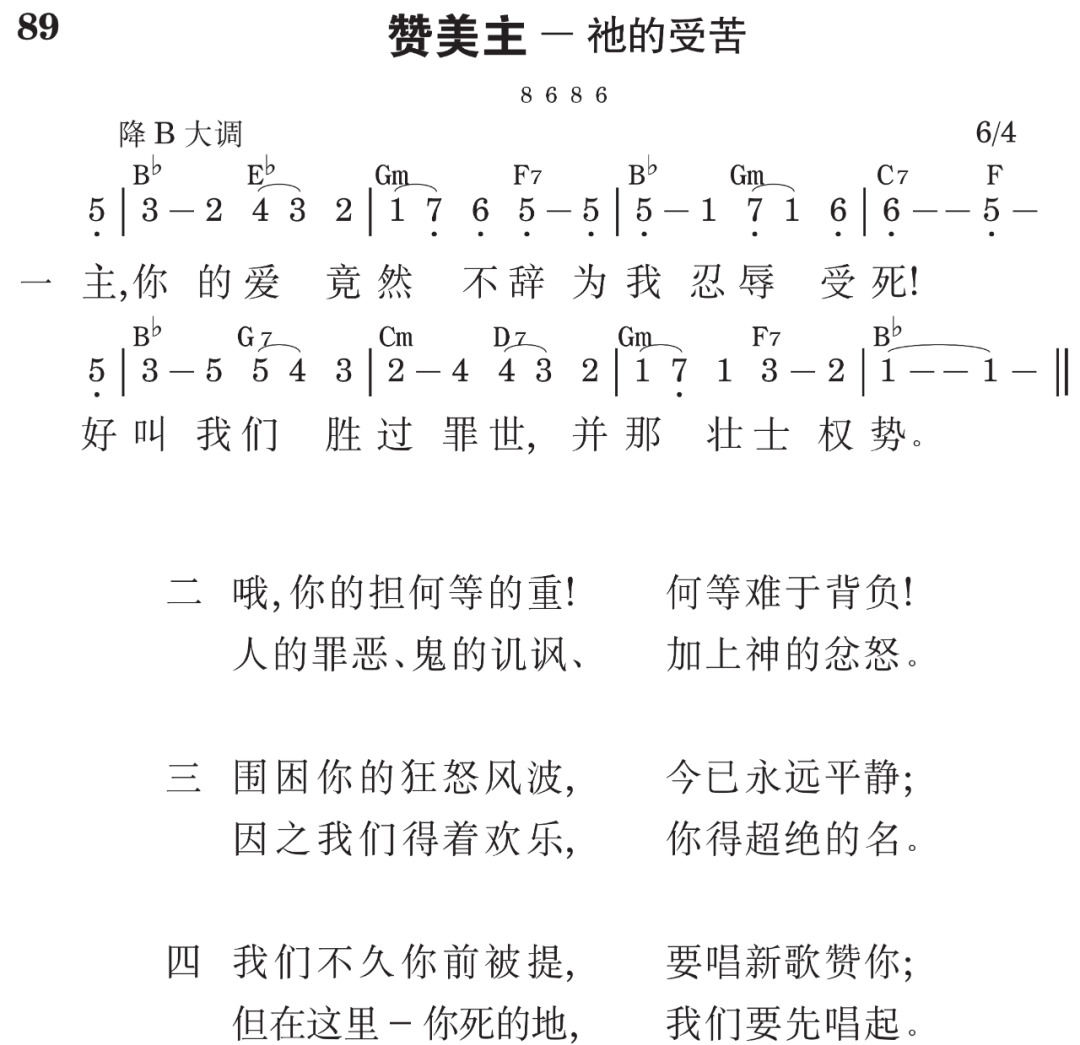 89
赞美主 — 祂的受苦
8 6 8 6
降 B 大调 6/4
B♭ E♭ Gm F7 B♭ Gm C7 F
5̣ | 3 – 2 4 3 2 | 1 7̣ 6̣ 5̣ – 5̣ | 5̣ – 1 7̣ 1 6̣ | 6̣ – – 5̣ –
一 主,你 的 爱 竟 然 不 辞 为 我 忍 辱 受 死!
B♭ G7 Cm D7 Gm F7 B♭
5̣ | 3 – 5 5 4 3 | 2 – 4 4 3 2 | 1 7̣ 1 3 – 2 | 1 – – 1 – ‖
好 叫 我 们 胜 过 罪 世, 并 那 壮 士 权 势。
二 哦,你的担何等的重! 何等难于背负!
人的罪恶、鬼的讥讽、 加上神的忿怒。
三 围困你的狂怒风波, 今已永远平静;
因之我们得着欢乐, 你得超绝的名。
四 我们不久你前被提, 要唱新歌赞你;
但在这里 – 你死的地, 我们要先唱起。